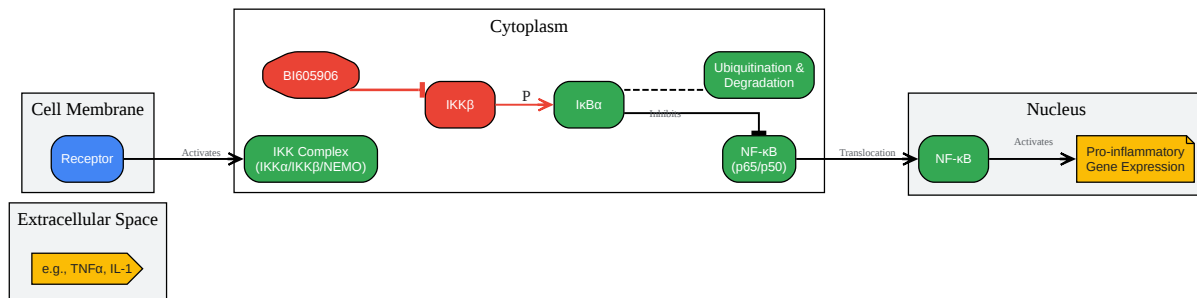 Cytoplasm
BI605906
Ubiquitination &
Degradation
IKKβ
P
IκBα
Inhibits
Cell Membrane
Receptor
Activates
IKK Complex
(IKKα/IKKβ/NEMO)
NF-κB
(p65/p50)
Translocation
Nucleus
NF-κB
Activates
Pro-inflammatory
Gene Expression
Extracellular Space
e.g., TNFα, IL-1